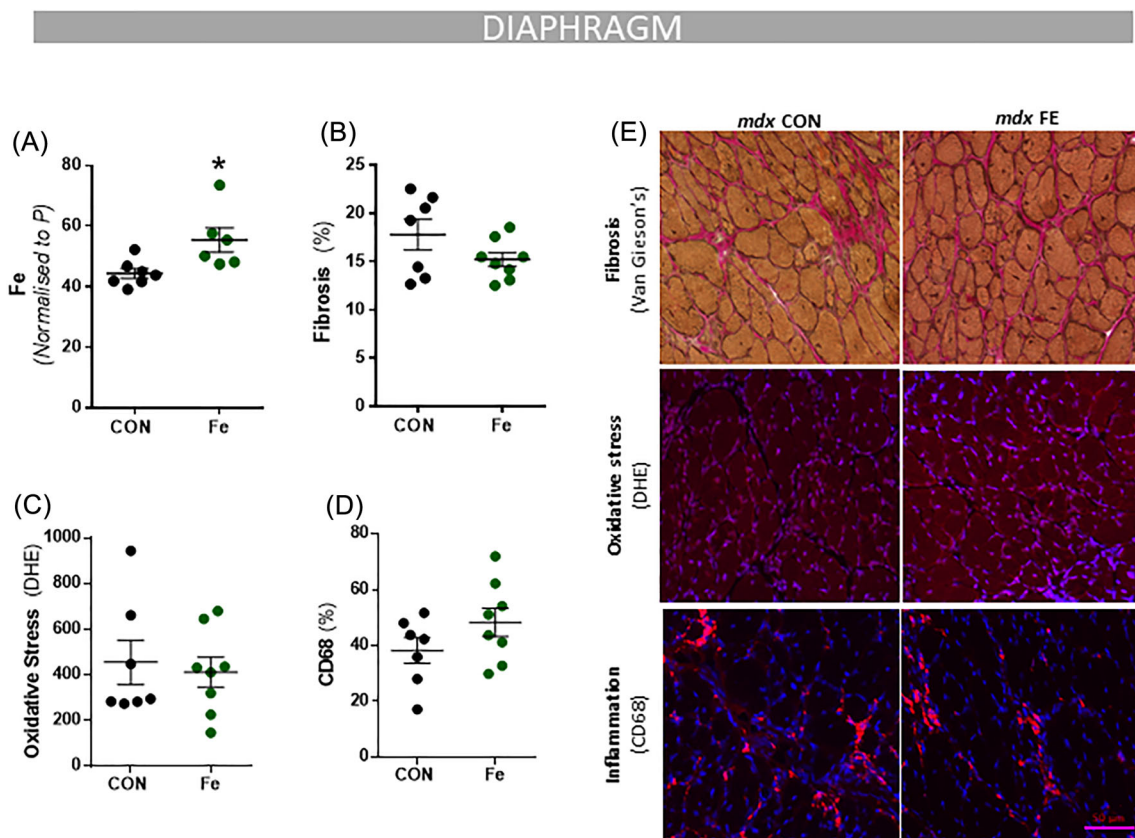 DIAPHRAGM
(A)
Fe
(Normalised to P)
80
60
40
20
0
CON
Fe
*
(B)
Fibrosis (%)
25
20
15
10
5
0
CON
Fe
(C)
Oxidative Stress (DHE)
1000
800
600
400
200
0
CON
Fe
(D)
CD68 (%)
80
60
40
20
0
CON
Fe
(E)
mdx CON
mdx FE
Fibrosis
(Van Gieson's)
Oxidative stress
(DHE)
Inflammation
(CD68)
50 µm